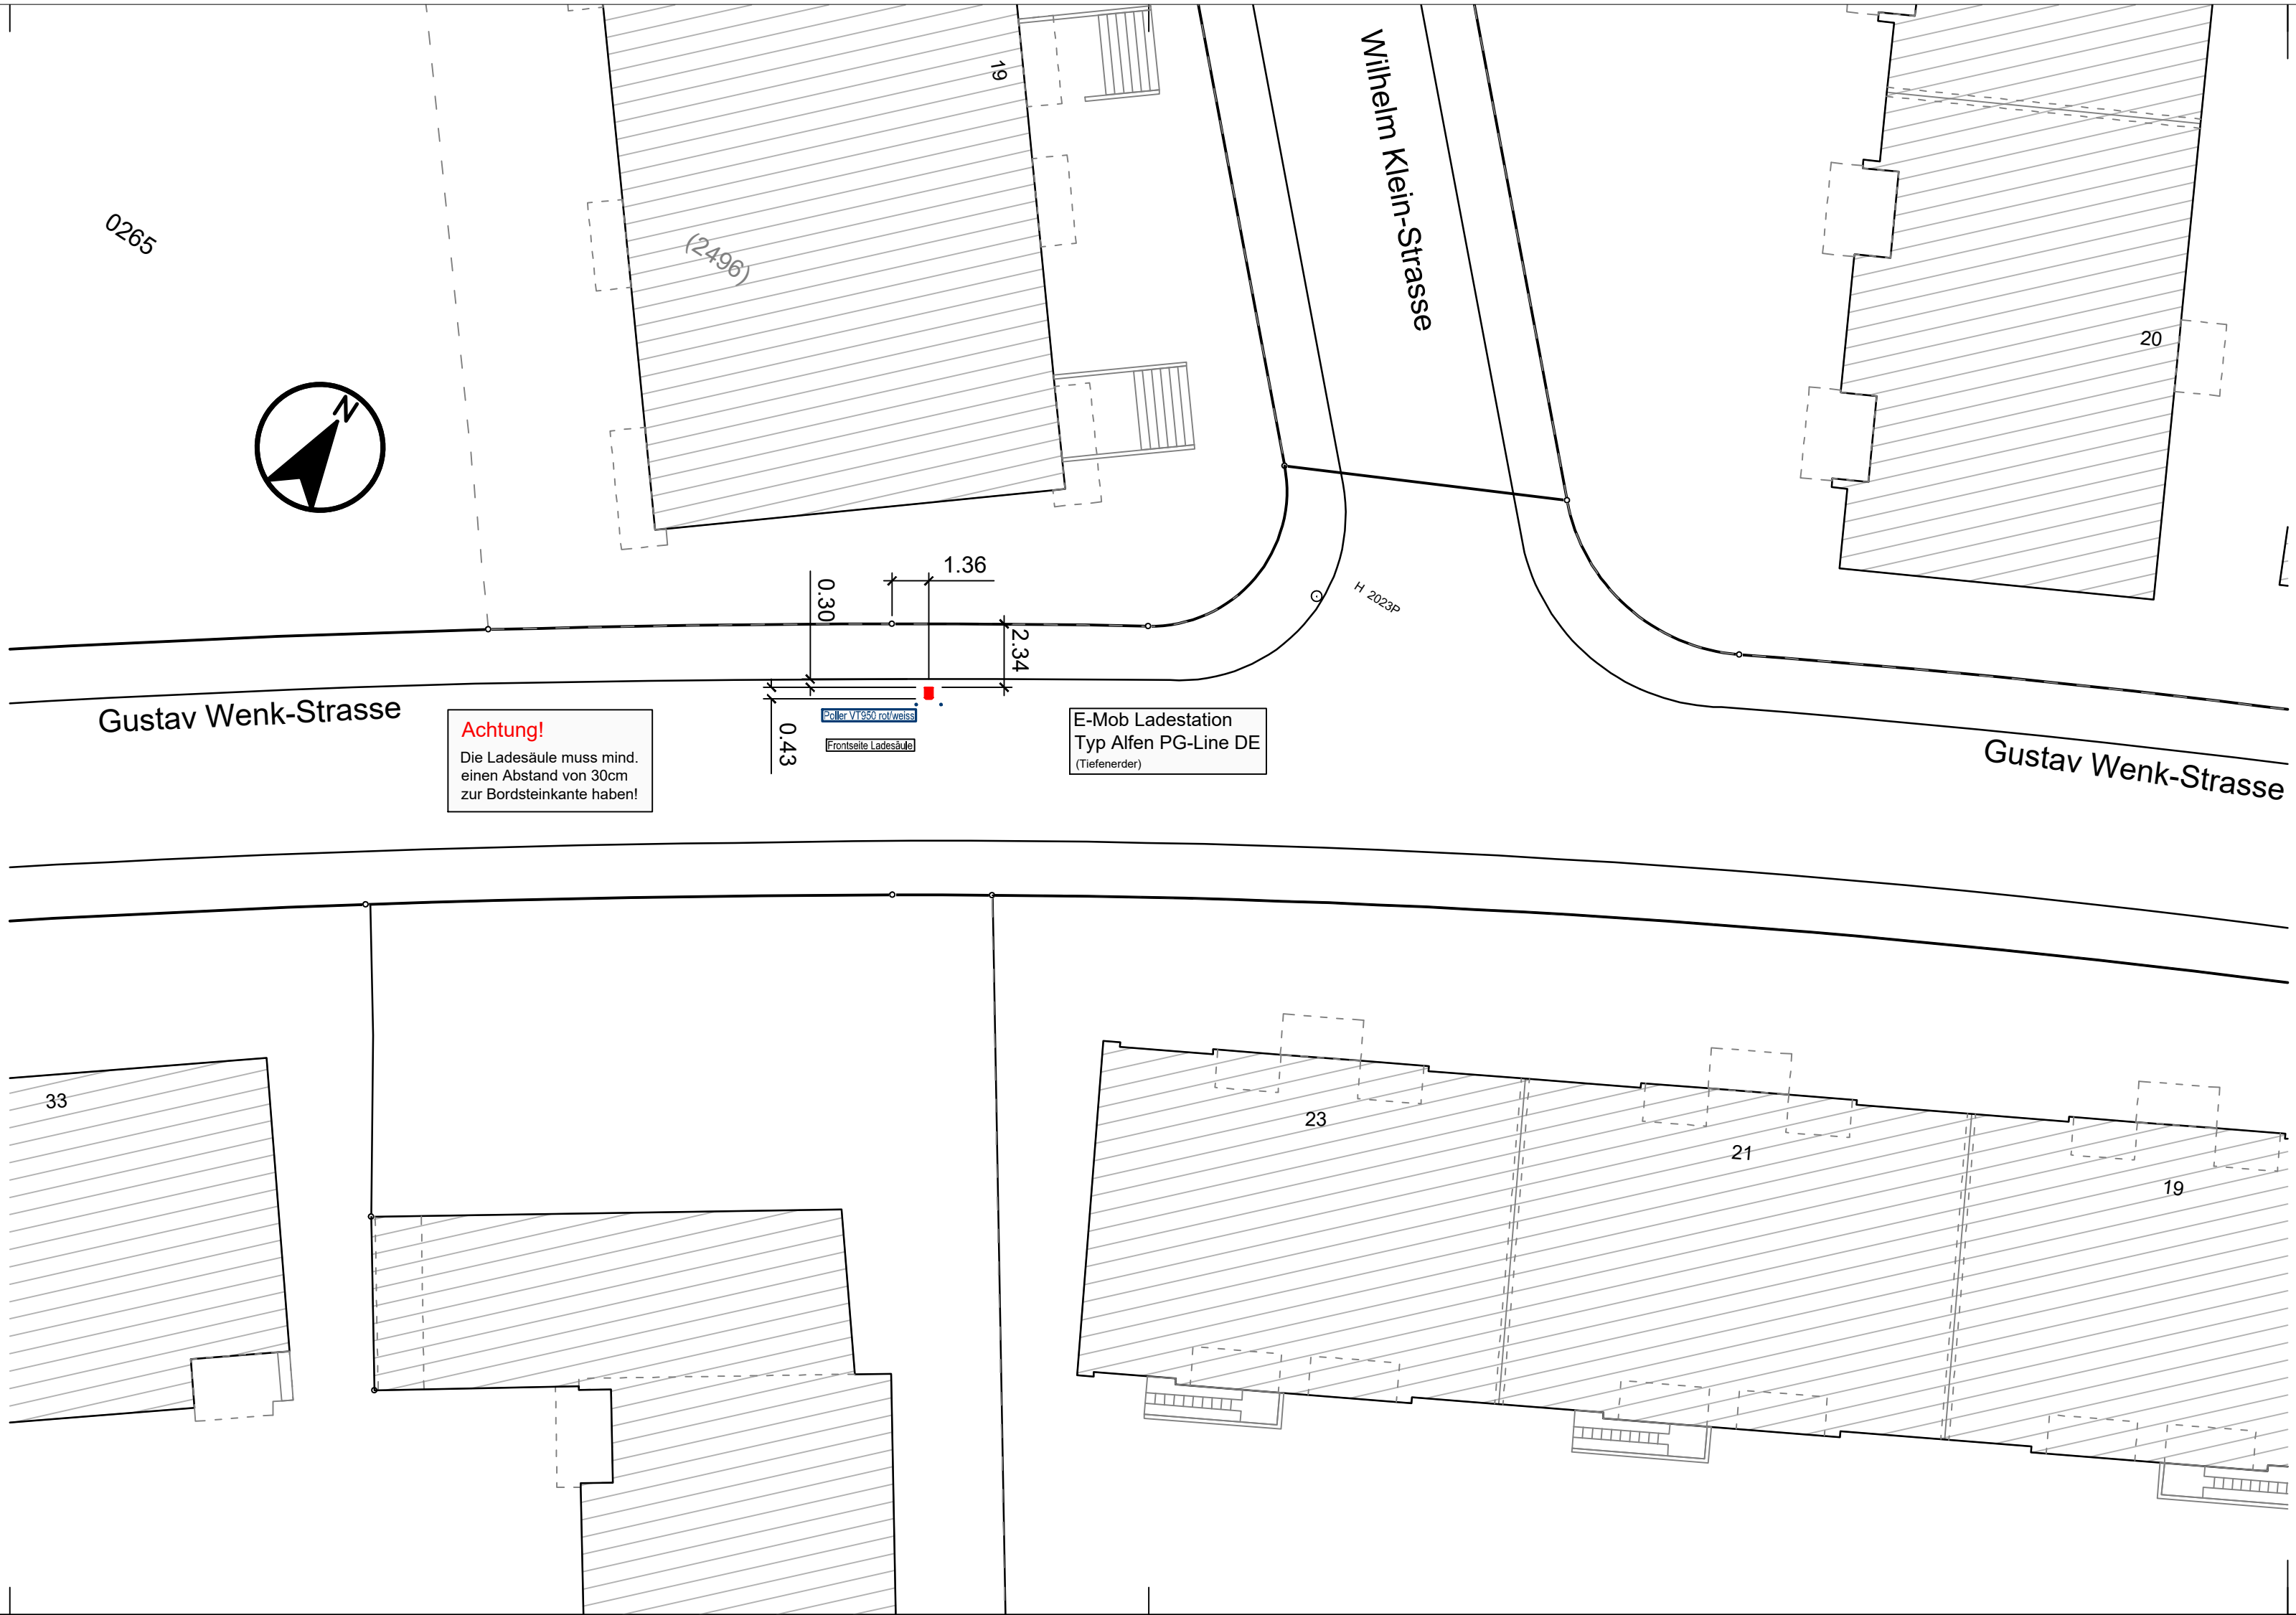 Wilhelm Klein-Strasse
19
0265
(2496)
N
20
1.36
0.30
2.34
H 2023P
Gustav Wenk-Strasse
Achtung!
Die Ladesäule muss mind.
einen Abstand von 30cm
zur Bordsteinkante haben!
Poller VT950 rot/weiss
Frontseite Ladesäule
0.43
E-Mob Ladestation
Typ Alfen PG-Line DE
(Tiefenerder)
Gustav Wenk-Strasse
33
23
21
19